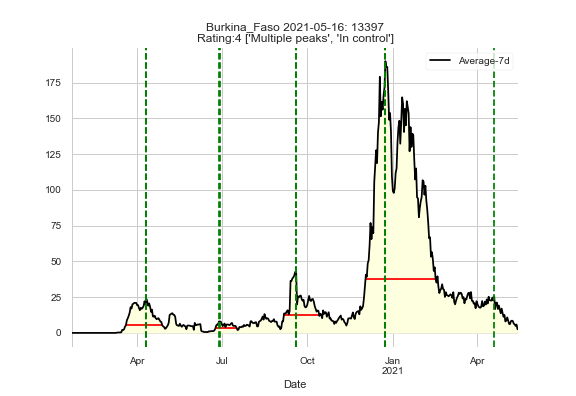 Burkina_Faso 2021-05-16: 13397
Rating:4 ['Multiple peaks', 'In control']
Average-7d
175
150
125
100
75
50
25
0
Apr
Jul
Oct
Jan
2021
Apr
Date